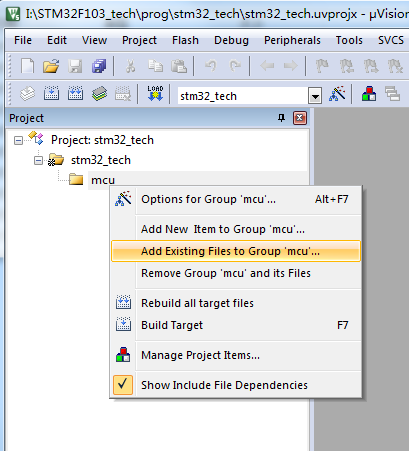 I:\STM32F103_tech\prog\stm32_tech\stm32_tech.uvprojx - µVision
File Edit View Project Flash Debug Peripherals Tools SVCS
LOAD stm32_tech
Project
Project: stm32_tech
stm32_tech
mcu
Options for Group 'mcu'... Alt+F7
Add New Item to Group 'mcu'...
Add Existing Files to Group 'mcu'...
Remove Group 'mcu' and its Files
Rebuild all target files
Build Target F7
Manage Project Items...
Show Include File Dependencies